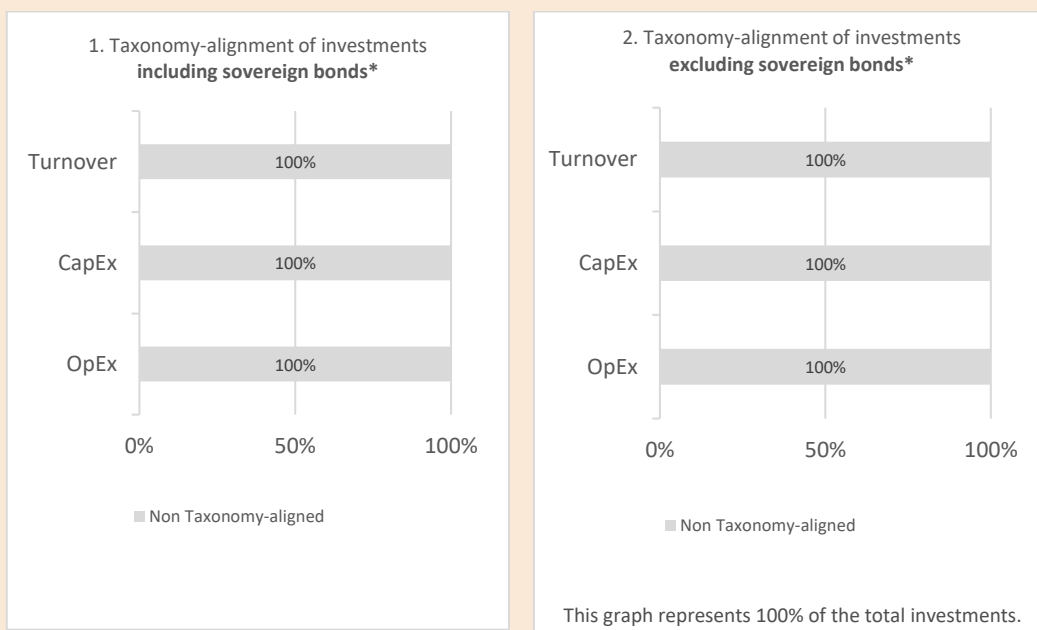 1. Taxonomy-alignment of investments
including sovereign bonds*
Turnover
100%
CapEx
100%
OpEx
100%
0%
50%
100%
Non Taxonomy-aligned
2. Taxonomy-alignment of investments
excluding sovereign bonds*
Turnover
100%
CapEx
100%
OpEx
100%
0%
50%
100%
Non Taxonomy-aligned
This graph represents 100% of the total investments.